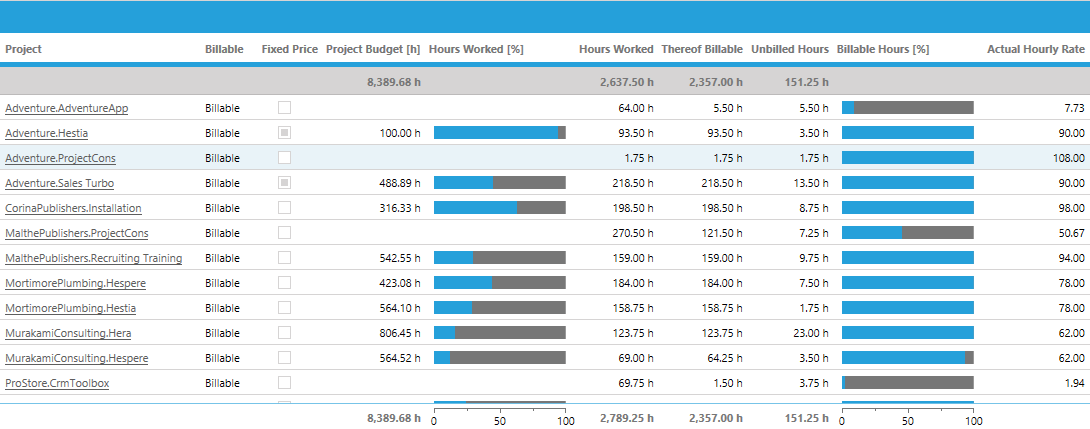 Project Billable Fixed Price Project Budget [h] Hours Worked [%] Hours Worked Thereof Billable Unbilled Hours Billable Hours [%] Actual Hourly Rate
8,389.68 h 2,637.50 h 2,357.00 h 151.25 h
Adventure.AdventureApp Billable 64.00 h 5.50 h 5.50 h 7.73
Adventure.Hestia Billable 100.00 h 93.50 h 93.50 h 3.50 h 90.00
Adventure.ProjectCons Billable 1.75 h 1.75 h 1.75 h 108.00
Adventure.Sales Turbo Billable 488.89 h 218.50 h 218.50 h 13.50 h 90.00
CorinaPublishers.Installation Billable 316.33 h 198.50 h 198.50 h 8.75 h 98.00
MalthePublishers.ProjectCons Billable 270.50 h 121.50 h 7.25 h 50.67
MalthePublishers.Recruiting Training Billable 542.55 h 159.00 h 159.00 h 9.75 h 94.00
MortimorePlumbing.Hespere Billable 423.08 h 184.00 h 184.00 h 7.50 h 78.00
MortimorePlumbing.Hestia Billable 564.10 h 158.75 h 158.75 h 1.75 h 78.00
MurakamiConsulting.Hera Billable 806.45 h 123.75 h 123.75 h 23.00 h 62.00
MurakamiConsulting.Hespere Billable 564.52 h 69.00 h 64.25 h 3.50 h 62.00
ProStore.CrmToolbox Billable 69.75 h 1.50 h 3.75 h 1.94
8,389.68 h 0 50 100 2,789.25 h 2,357.00 h 151.25 h 0 50 100